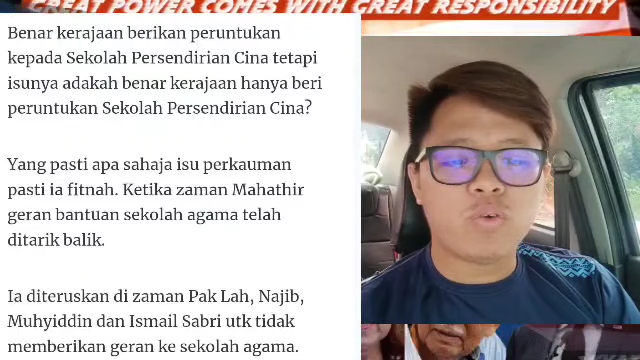 GREAT POWER COMES WITH GREAT RESPONSIBILITY
Benar kerajaan berikan peruntukan
kepada Sekolah Persendirian Cina tetapi
isunya adakah benar kerajaan hanya beri
peruntukan Sekolah Persendirian Cina?
Yang pasti apa sahaja isu perkauman
pasti ia fitnah. Ketika zaman Mahathir
geran bantuan sekolah agama telah
ditarik balik.
Ia diteruskan di zaman Pak Lah, Najib,
Muhyiddin dan Ismail Sabri utk tidak
memberikan geran ke sekolah agama.